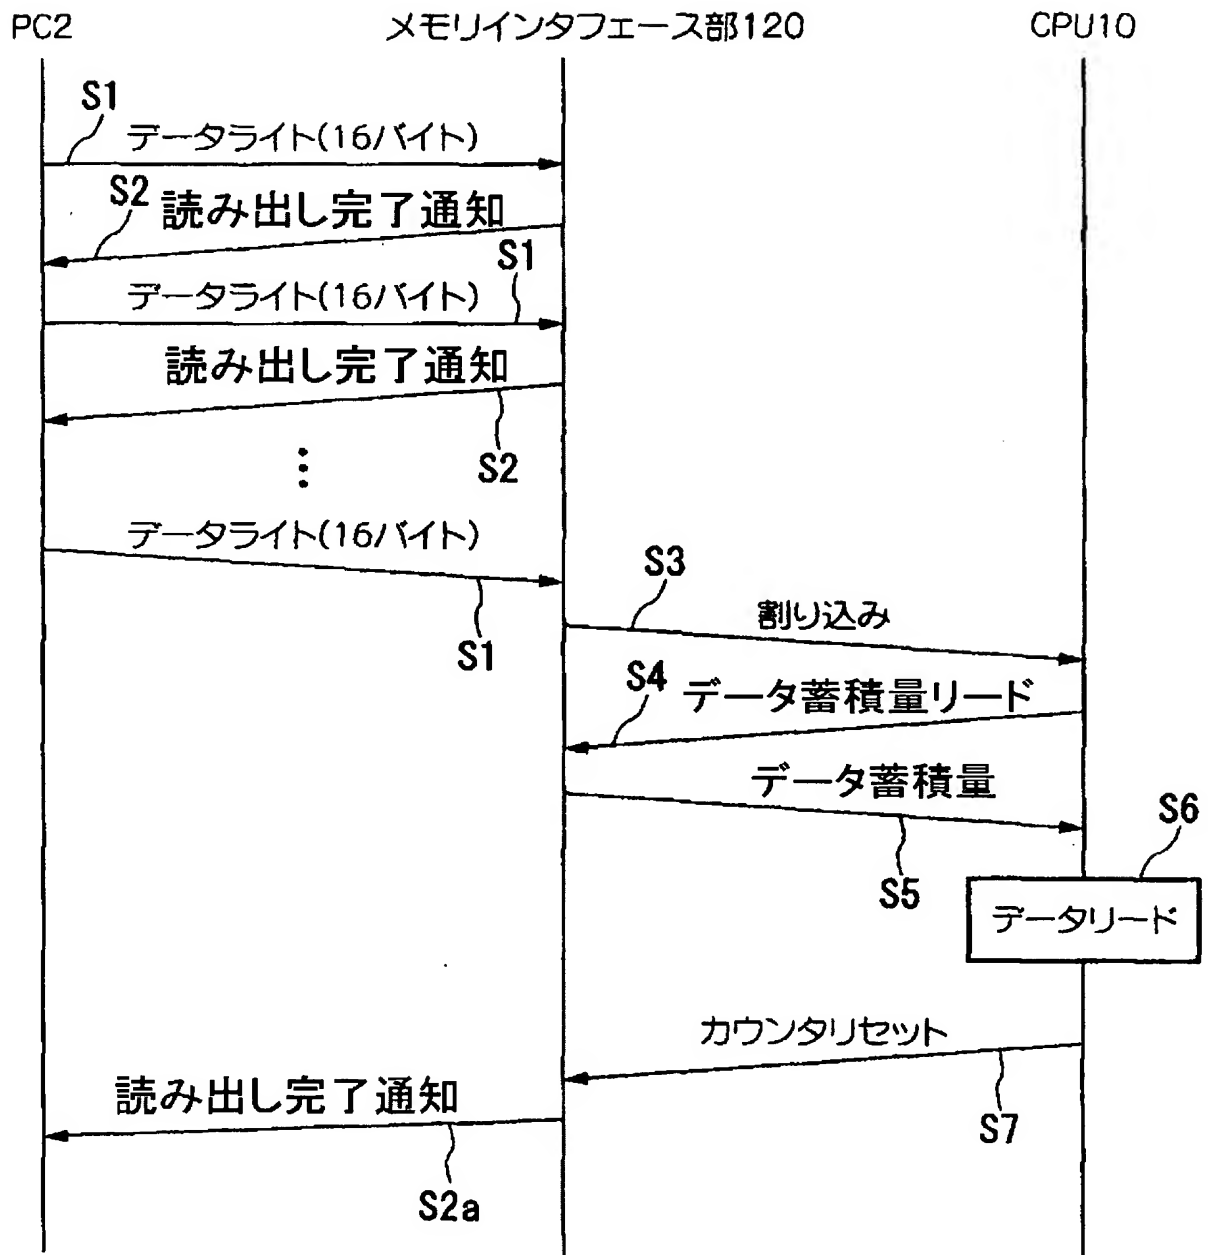 PC2
メモリインタフェース部120
CPU10
S1
データライト(16バイト)
S2
読み出し完了通知
S1
データライト(16バイト)
読み出し完了通知
S2
データライト(16バイト)
S1
S3
割り込み
S4
データ蓄積量リード
データ蓄積量
S5
S6
データリード
カウンタリセット
S7
読み出し完了通知
S2a